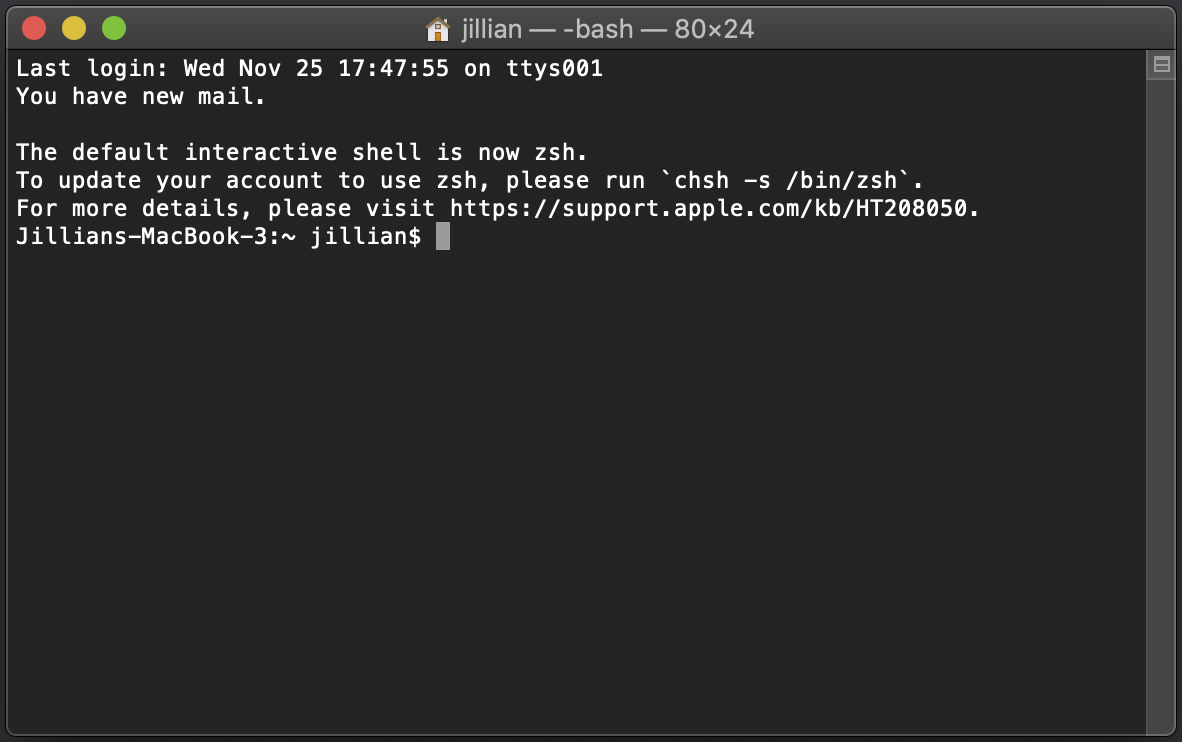 jillian — -bash — 80×24
Last login: Wed Nov 25 17:47:55 on ttys001
You have new mail.
The default interactive shell is now zsh.
To update your account to use zsh, please run `chsh -s /bin/zsh`.
For more details, please visit https://support.apple.com/kb/HT208050.
Jillians-MacBook-3:~ jillian$